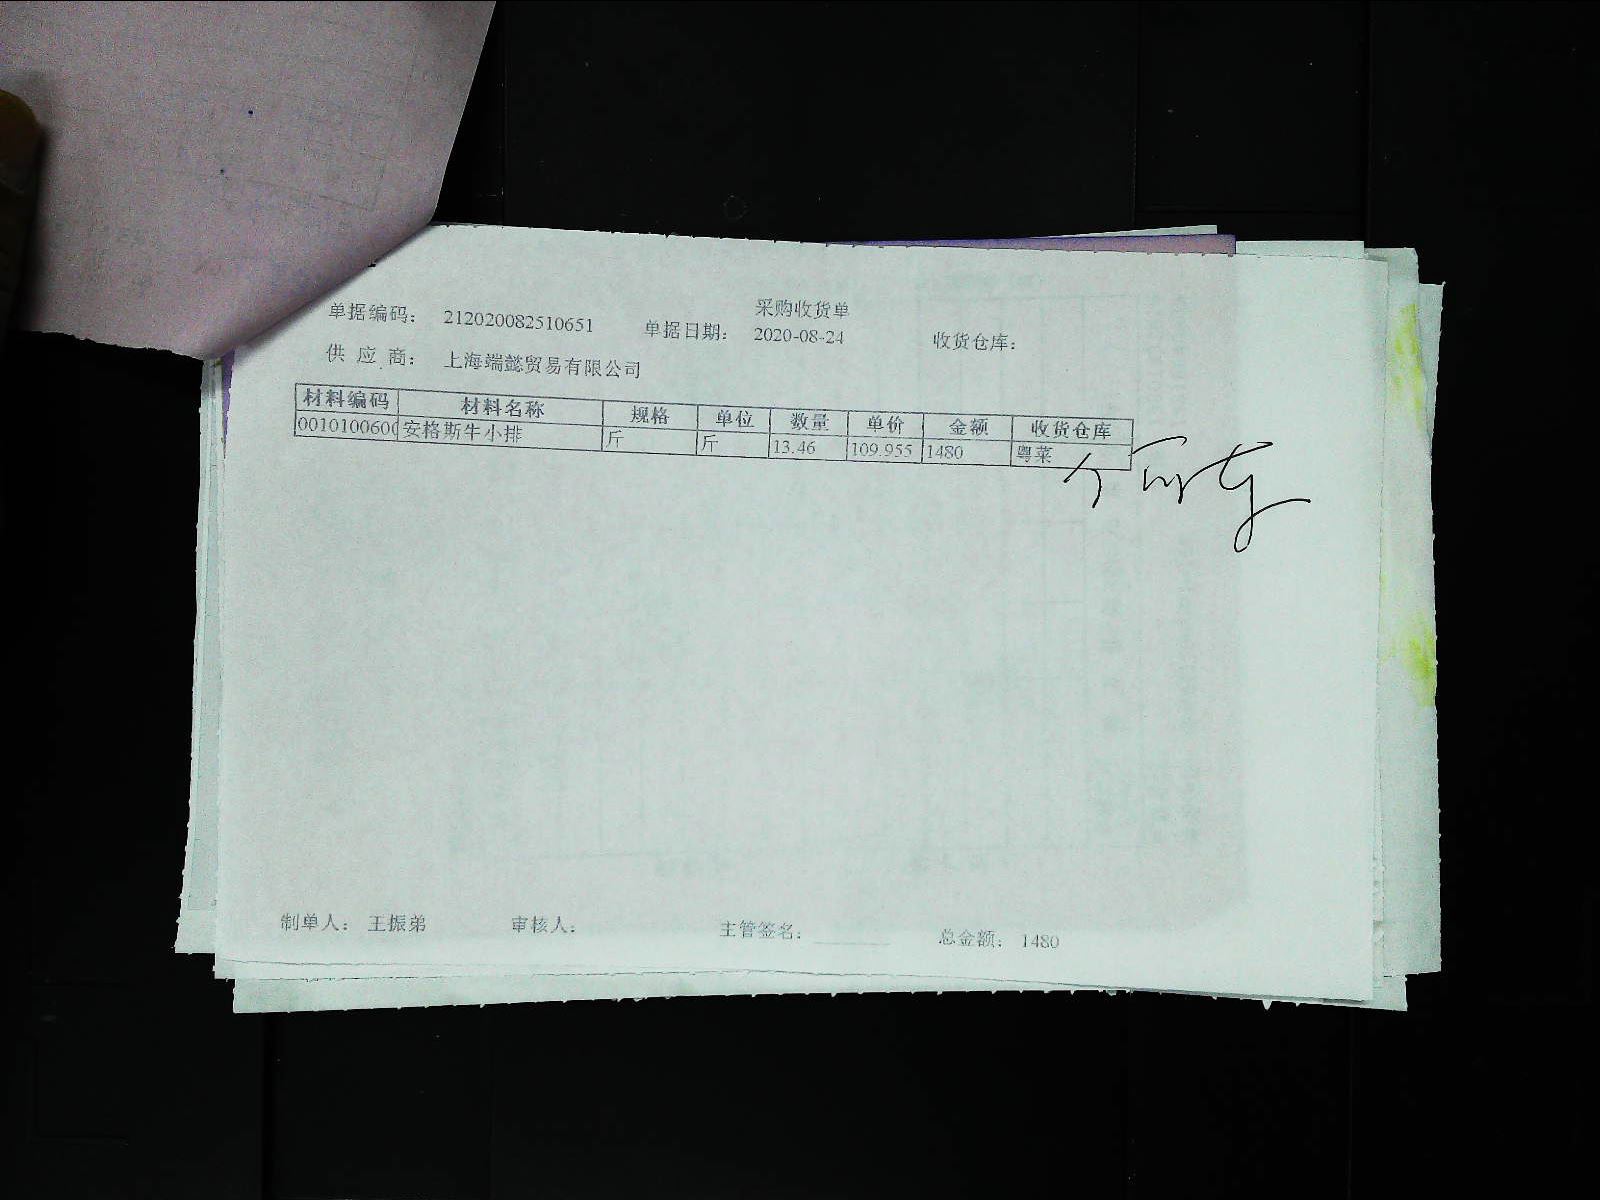 采购收货单
单据编码： 212020082510651 单据日期： 2020-08-24 收货仓库：
供 应 商： 上海端懿贸易有限公司
材料编码 材料名称 规格 单位 数量 单价 金额 收货仓库
0010100600 安格斯牛小排 斤 斤 13.46 109.955 1480 粤菜
制单人： 王振弟 审核人： 主管签名： 总金额： 1480